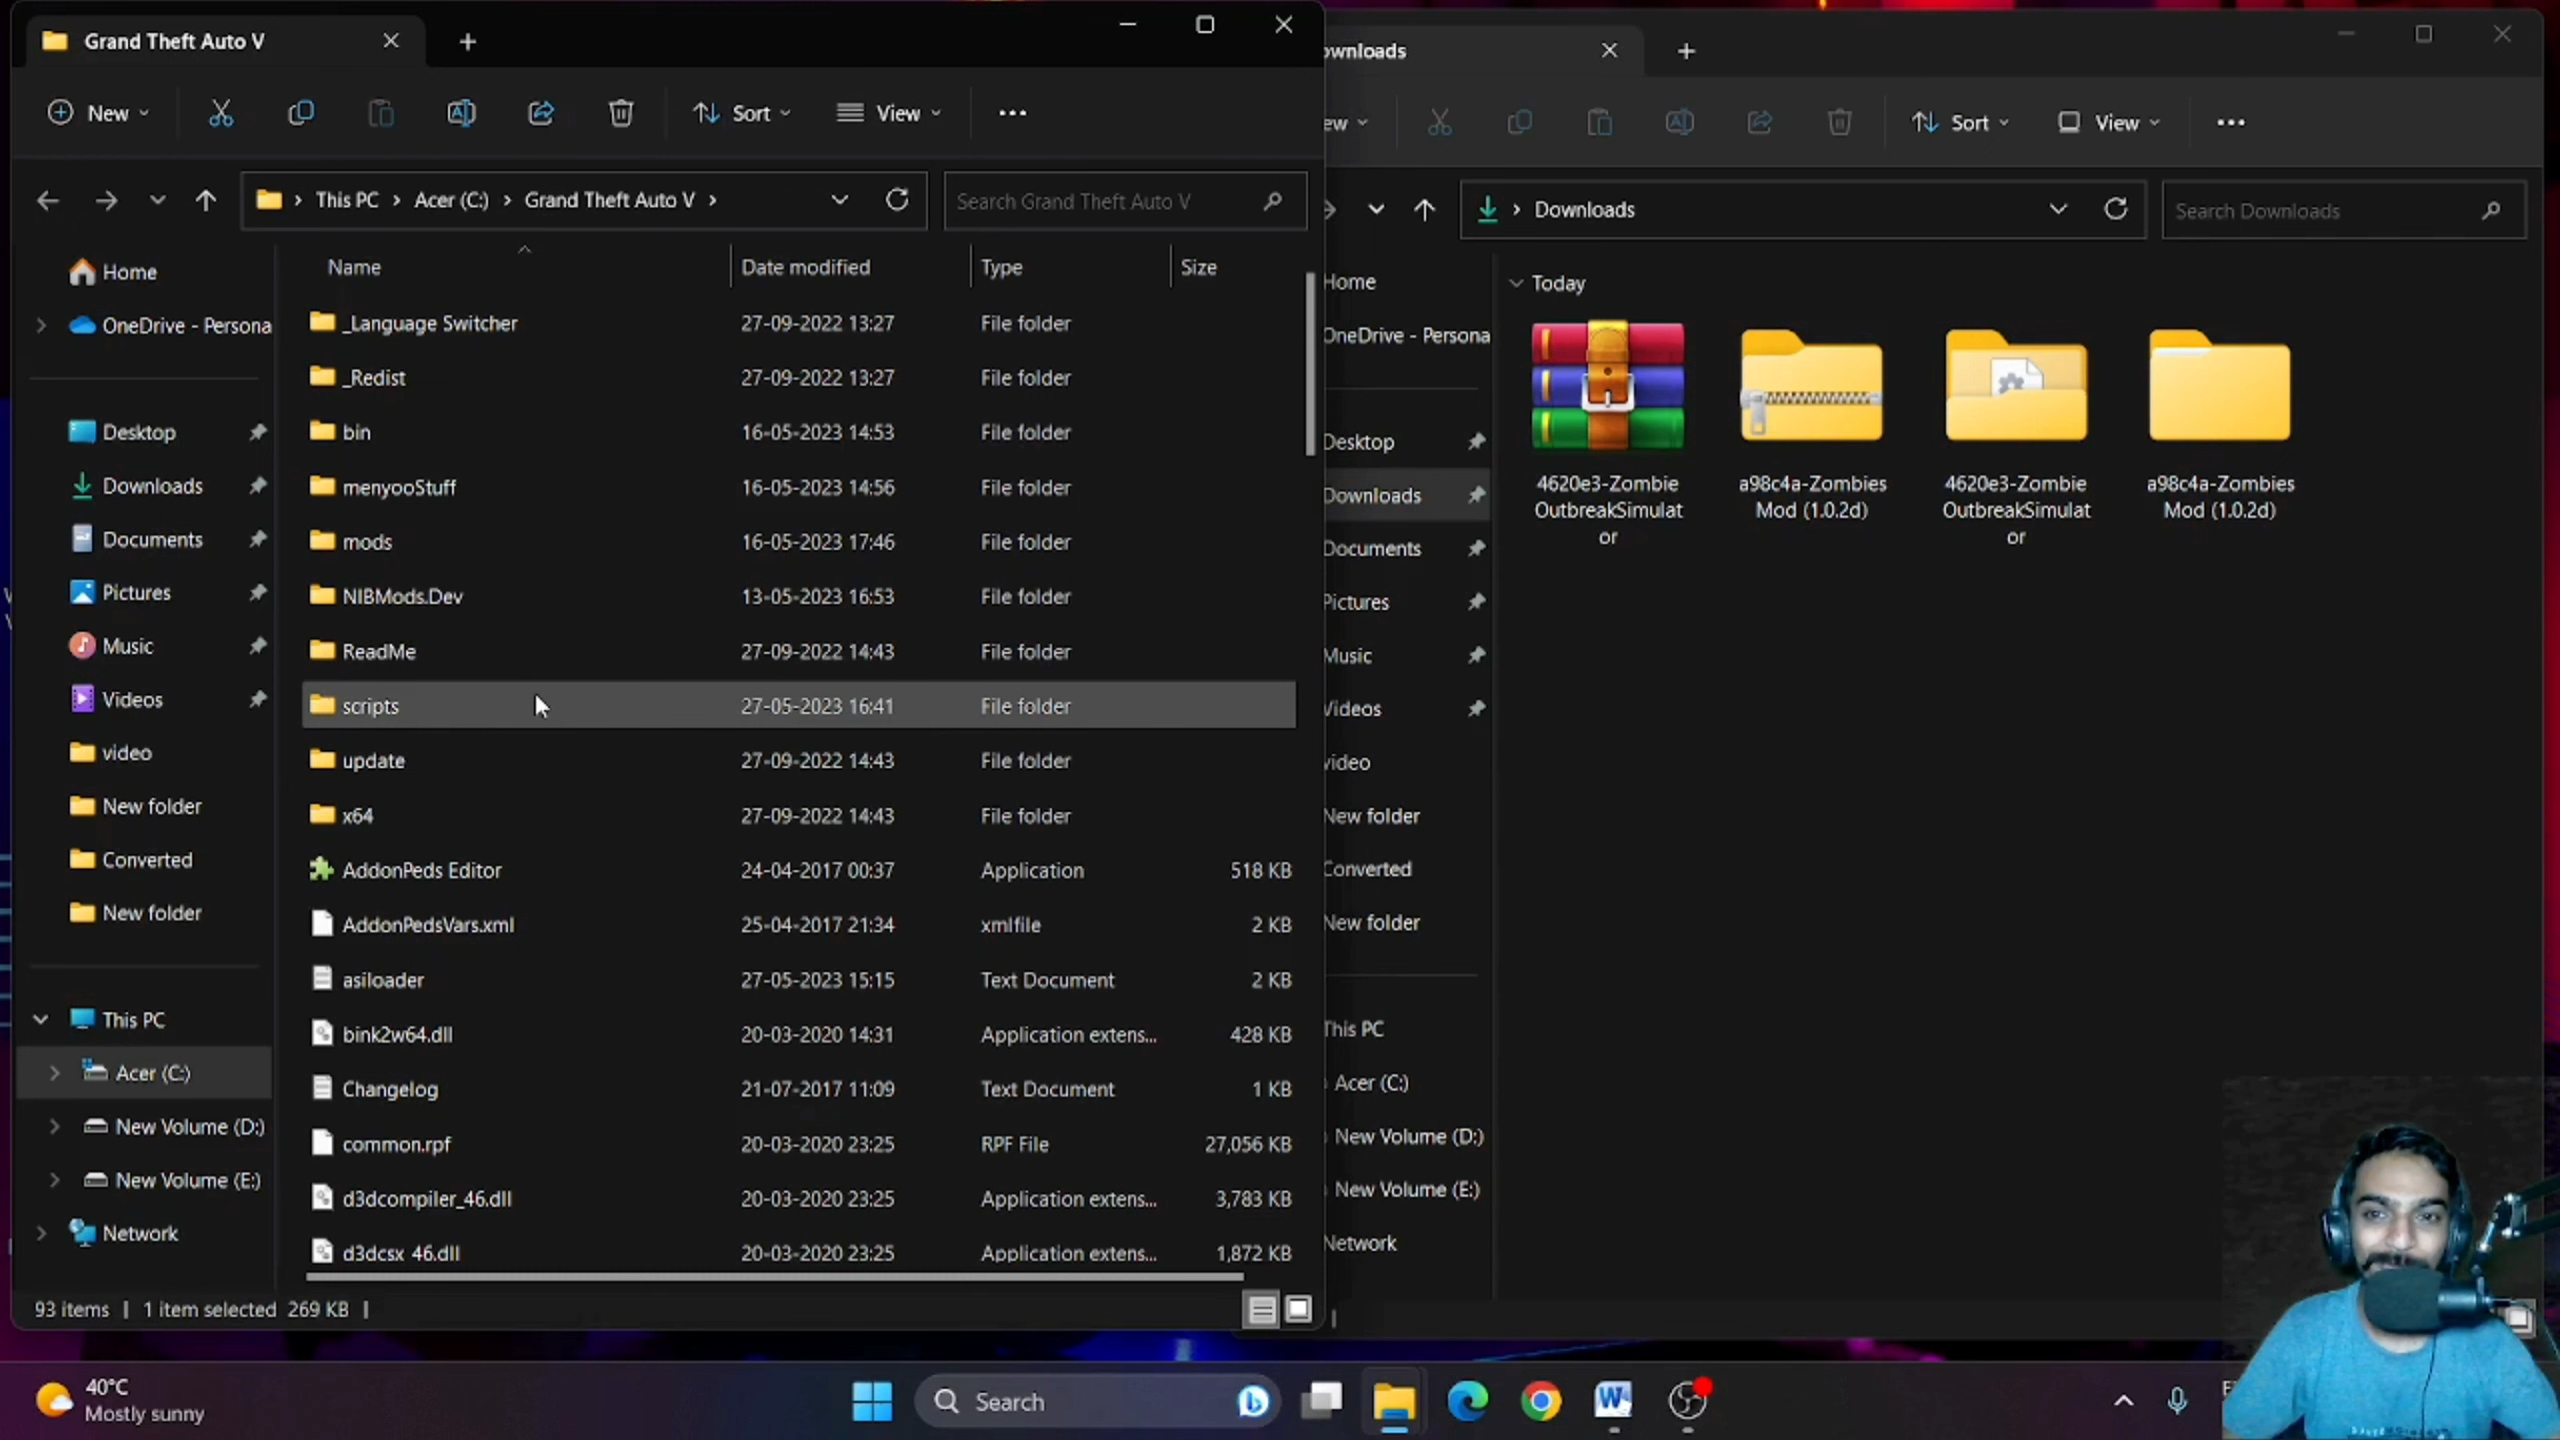 Grand Theft Auto V
New
Sort
View
This PC > Acer (C:) > Grand Theft Auto V >
Search Grand Theft Auto V
Home
OneDrive - Persona
Desktop
Downloads
Documents
Pictures
Music
Videos
video
New folder
Converted
New folder
This PC
Acer (C:)
New Volume (D:)
New Volume (E:)
Network
Name Date modified Type Size
_Language Switcher 27-09-2022 13:27 File folder
_Redist 27-09-2022 13:27 File folder
bin 16-05-2023 14:53 File folder
menyooStuff 16-05-2023 14:56 File folder
mods 16-05-2023 17:46 File folder
NIBMods.Dev 13-05-2023 16:53 File folder
ReadMe 27-09-2022 14:43 File folder
scripts 27-05-2023 16:41 File folder
update 27-09-2022 14:43 File folder
x64 27-09-2022 14:43 File folder
AddonPeds Editor 24-04-2017 00:37 Application 518 KB
AddonPedsVars.xml 25-04-2017 21:34 xmlfile 2 KB
asiloader 27-05-2023 15:15 Text Document 2 KB
bink2w64.dll 20-03-2020 14:31 Application extens... 428 KB
Changelog 21-07-2017 11:09 Text Document 1 KB
common.rpf 20-03-2020 23:25 RPF File 27,056 KB
d3dcompiler_46.dll 20-03-2020 23:25 Application extens... 3,783 KB
d3dcsx_46.dll 20-03-2020 23:25 Application extens... 1,872 KB
93 items | 1 item selected 269 KB |
ownloads
ew
Sort
View
> Downloads
Search Downloads
Home
OneDrive - Persona
Desktop
Downloads
Documents
Pictures
Music
Videos
video
New folder
Converted
New folder
This PC
Acer (C:)
New Volume (D:)
New Volume (E:)
Network
Today
4620e3-Zombie
OutbreakSimulat
or
a98c4a-Zombies
Mod (1.0.2d)
4620e3-Zombie
OutbreakSimulat
or
a98c4a-Zombies
Mod (1.0.2d)
40°C
Mostly sunny
Search